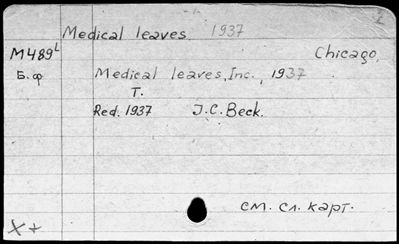 Medical leaves 1937
M489L Chicago,
Б.ф Medical leaves, Inc., 1937
T.
Red. 1937 J.C. Beck.
см. сл. карт.
X+